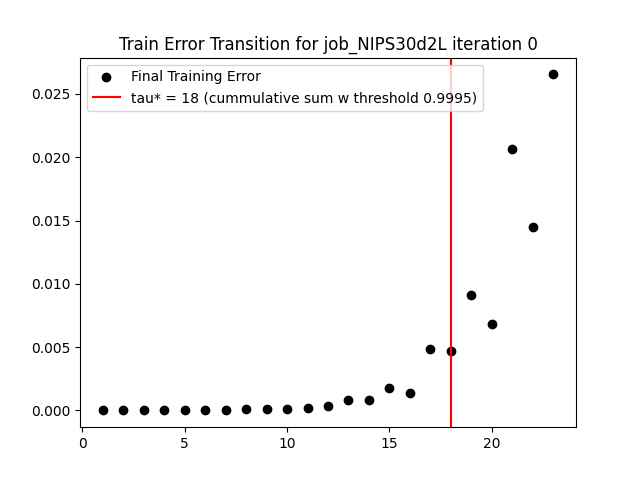 Train Error Transition for job_NIPS30d2L iteration 0
Final Training Error
tau* = 18 (cummulative sum w threshold 0.9995)
0.025
0.020
0.015
0.010
0.005
0.000
0 5 10 15 20